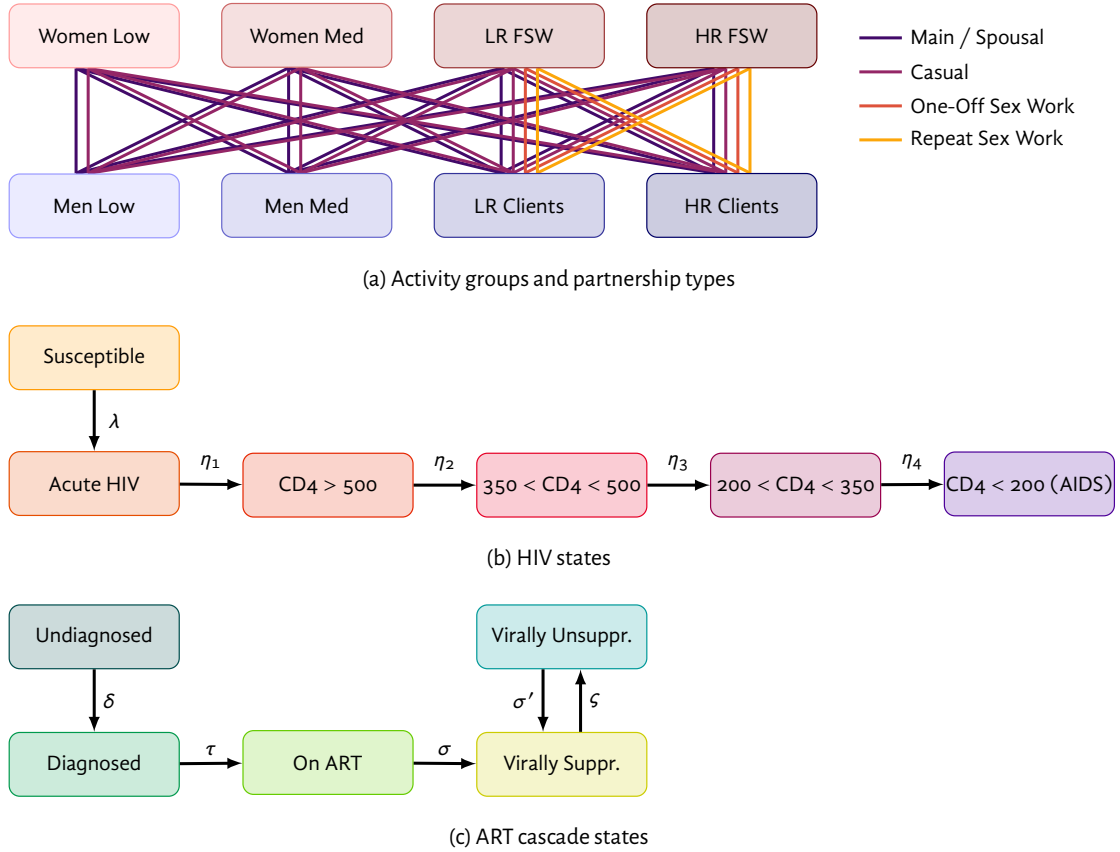 Women Low
Women Med
LR FSW
HR FSW
Main / Spousal
Casual
One-Off Sex Work
Repeat Sex Work
Men Low
Men Med
LR Clients
HR Clients
(a) Activity groups and partnership types
Susceptible
λ
Acute HIV
η1
CD4 > 500
η2
350 < CD4 < 500
η3
200 < CD4 < 350
η4
CD4 < 200 (AIDS)
(b) HIV states
Undiagnosed
Virally Unsuppr.
δ
σ′
ς
Diagnosed
τ
On ART
σ
Virally Suppr.
(c) ART cascade states